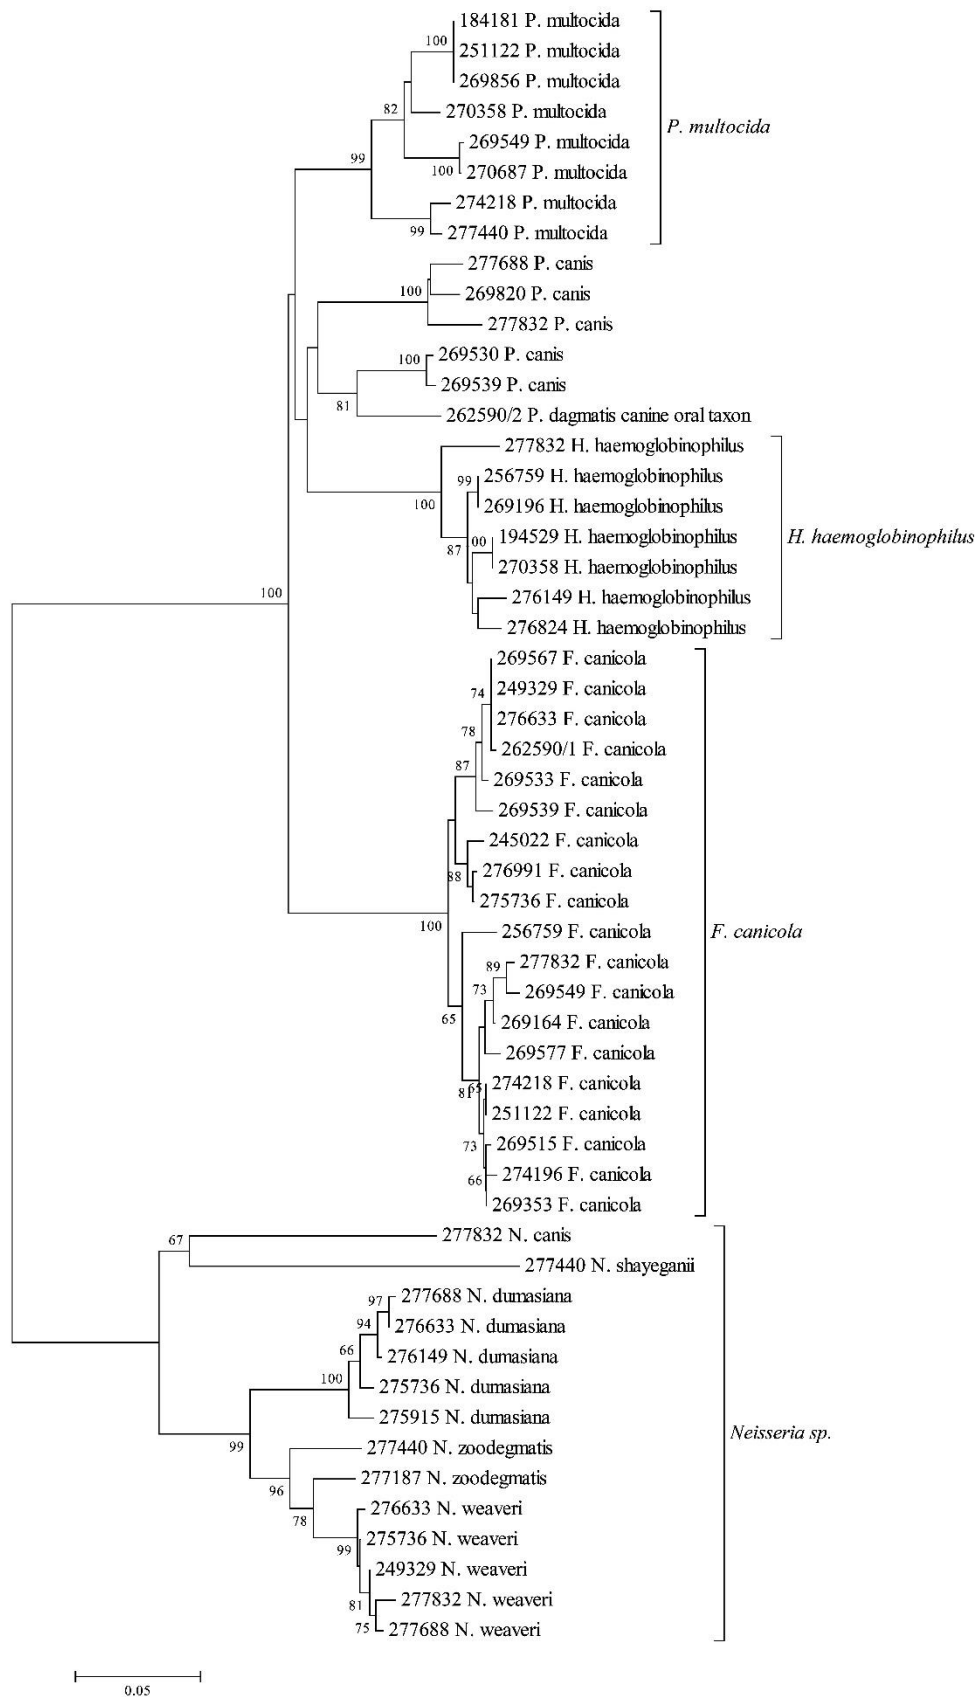 184181 P. multocida
100
251122 P. multocida
269856 P. multocida
82
270358 P. multocida
P. multocida
269549 P. multocida
99
100
270687 P. multocida
274218 P. multocida
99
277440 P. multocida
277688 P. canis
100
269820 P. canis
277832 P. canis
100
269530 P. canis
269539 P. canis
81
262590/2 P. dagmatis canine oral taxon
277832 H. haemoglobinophilus
99
256759 H. haemoglobinophilus
100
269196 H. haemoglobinophilus
00
194529 H. haemoglobinophilus
H. haemoglobinophilus
87
270358 H. haemoglobinophilus
100
276149 H. haemoglobinophilus
276824 H. haemoglobinophilus
269567 F. canicola
74
249329 F. canicola
276633 F. canicola
78
262590/1 F. canicola
87
269533 F. canicola
269539 F. canicola
245022 F. canicola
88
276991 F. canicola
275736 F. canicola
100
256759 F. canicola
F. canicola
89
277832 F. canicola
73
269549 F. canicola
65
269164 F. canicola
269577 F. canicola
81
65
274218 F. canicola
251122 F. canicola
73
269515 F. canicola
66
274196 F. canicola
269353 F. canicola
67
277832 N. canis
277440 N. shayeganii
97
277688 N. dumasiana
94
276633 N. dumasiana
66
276149 N. dumasiana
100
275736 N. dumasiana
275915 N. dumasiana
Neisseria sp.
99
277440 N. zoodegmatis
96
277187 N. zoodegmatis
78
276633 N. weaveri
275736 N. weaveri
99
249329 N. weaveri
81
277832 N. weaveri
75
277688 N. weaveri
0.05